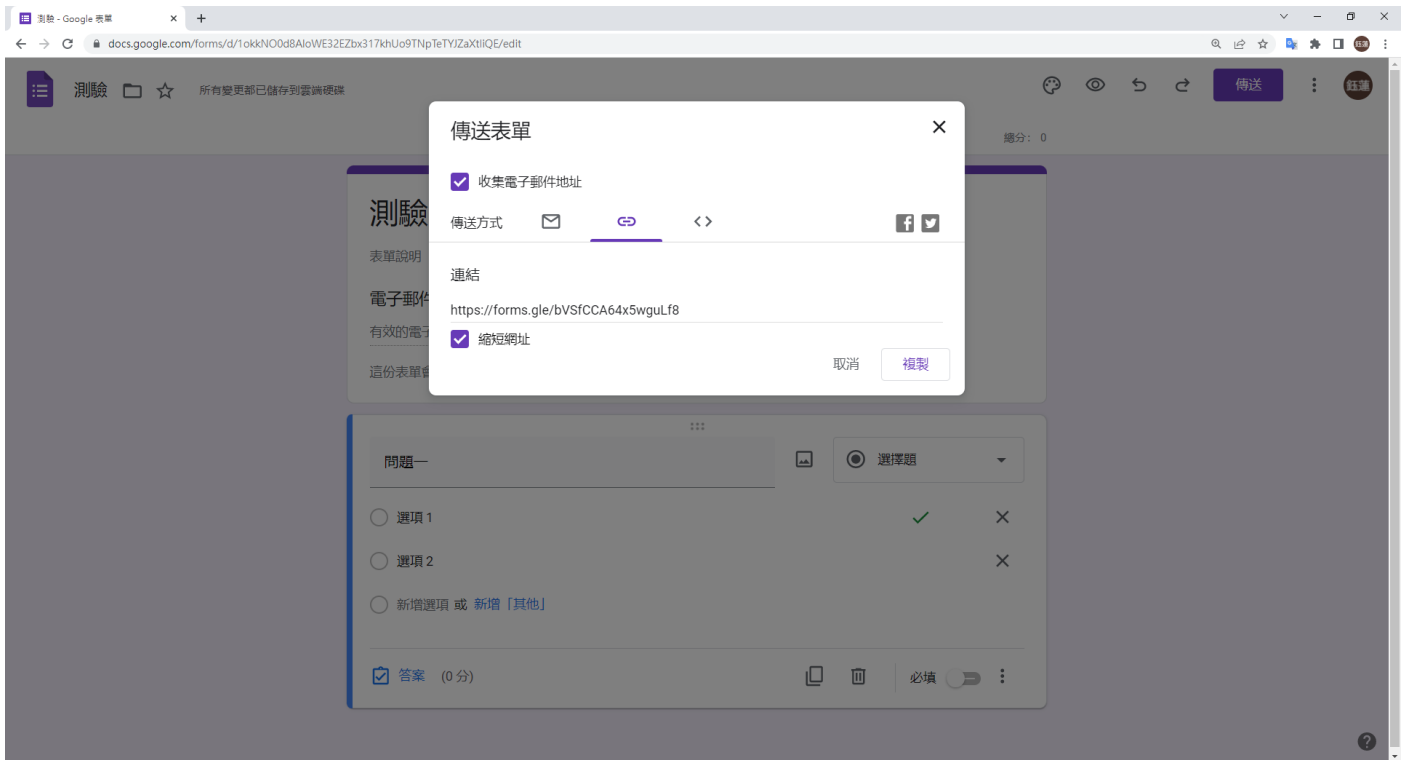 測驗 - Google 表單
docs.google.com/forms/d/1okkNO0d8AloWE32EZbx317khUo9TNpTeTYJZaXtIiQE/edit
鈺蓮
測驗
所有變更都已儲存到雲端硬碟
傳送
鈺蓮
總分: 0
傳送表單
收集電子郵件地址
傳送方式
連結
https://forms.gle/bVSfCCA64x5wguLf8
縮短網址
取消
複製
測驗
表單說明
電子郵件
有效的電子
這份表單會
問題一
選擇題
選項 1
選項 2
新增選項 或 新增「其他」
答案 (0 分)
必填